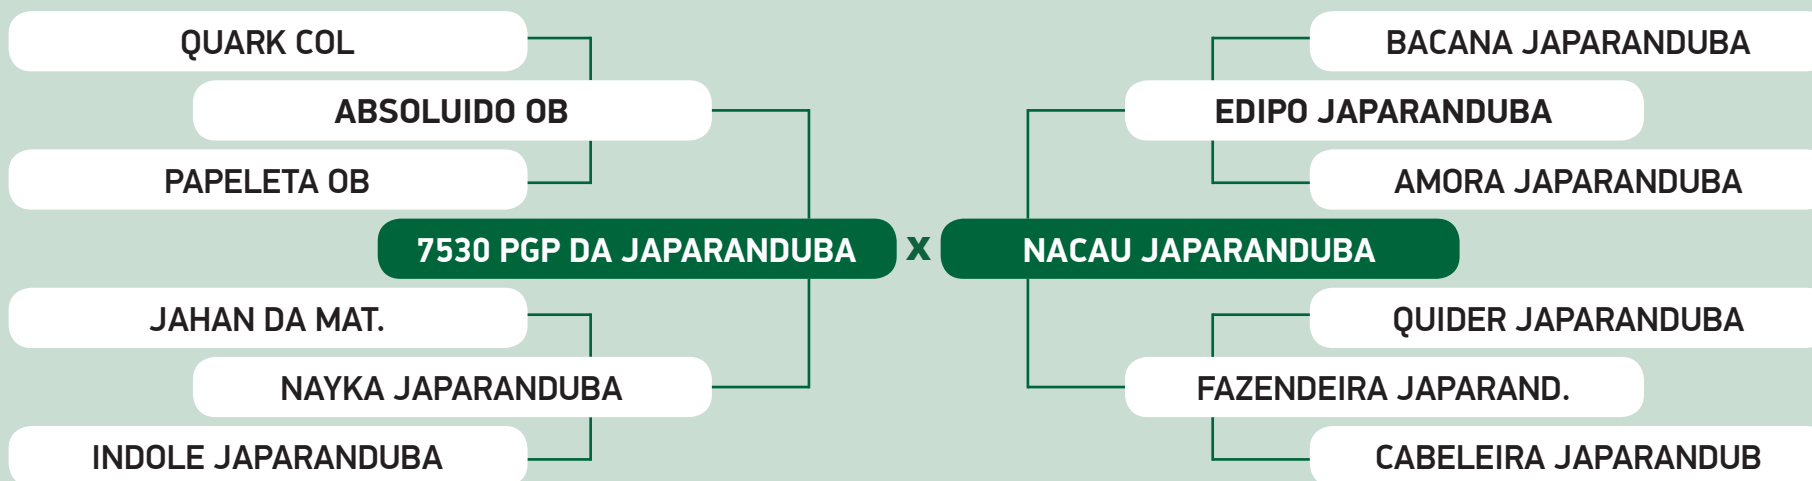 QUARK COL
BACANA JAPARANDUBA
ABSOLUIDO OB
EDIPO JAPARANDUBA
PAPELETA OB
AMORA JAPARANDUBA
7530 PGP DA JAPARANDUBA X NACAU JAPARANDUBA
JAHAN DA MAT.
QUIDER JAPARANDUBA
NAYKA JAPARANDUBA
FAZENDEIRA JAPARAND.
INDOLE JAPARANDUBA
CABELEIRA JAPARANDUB